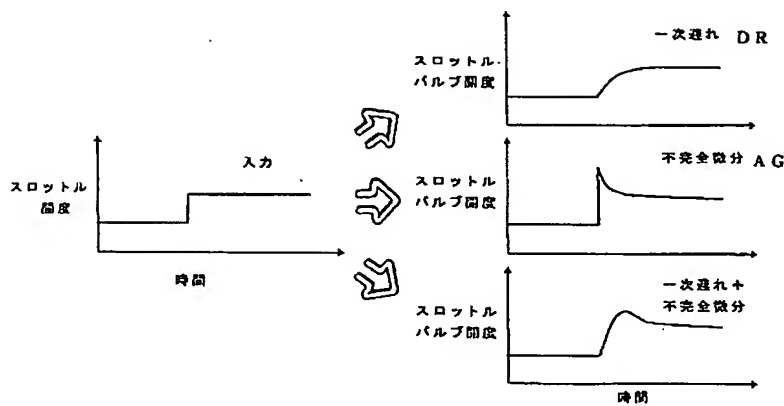 一次遅れ DR
スロットル
バルブ開度
入力
スロットル
開度
時間
不完全微分 AG
スロットル
バルブ開度
一次遅れ+
不完全微分
スロットル
バルブ開度
時間